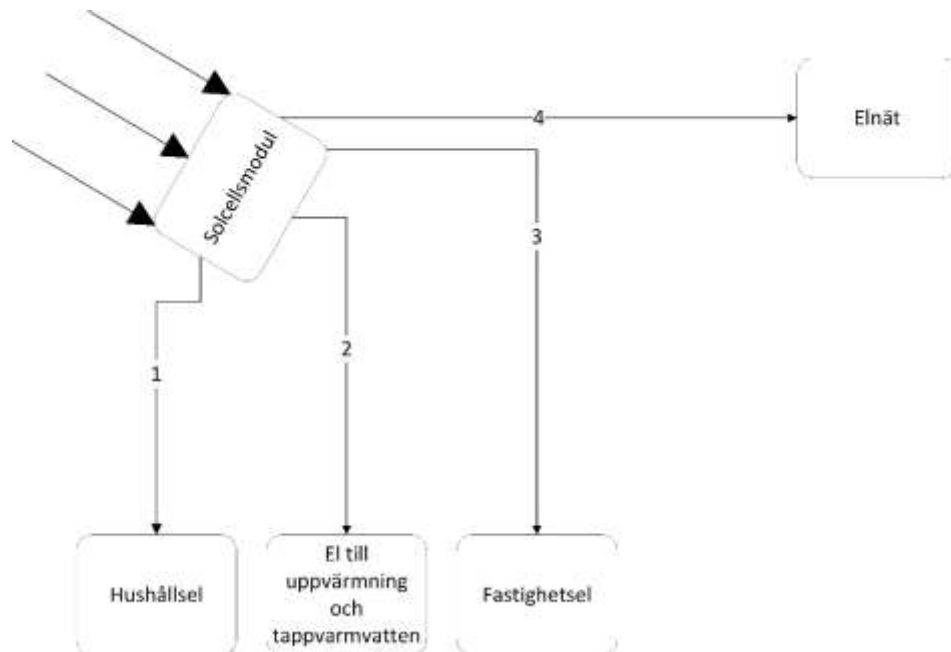 4
Elnät
Solcellsmodul
3
2
1
Hushållsel
El till
uppvärmning
och
tappvarmvatten
Fastighetsel